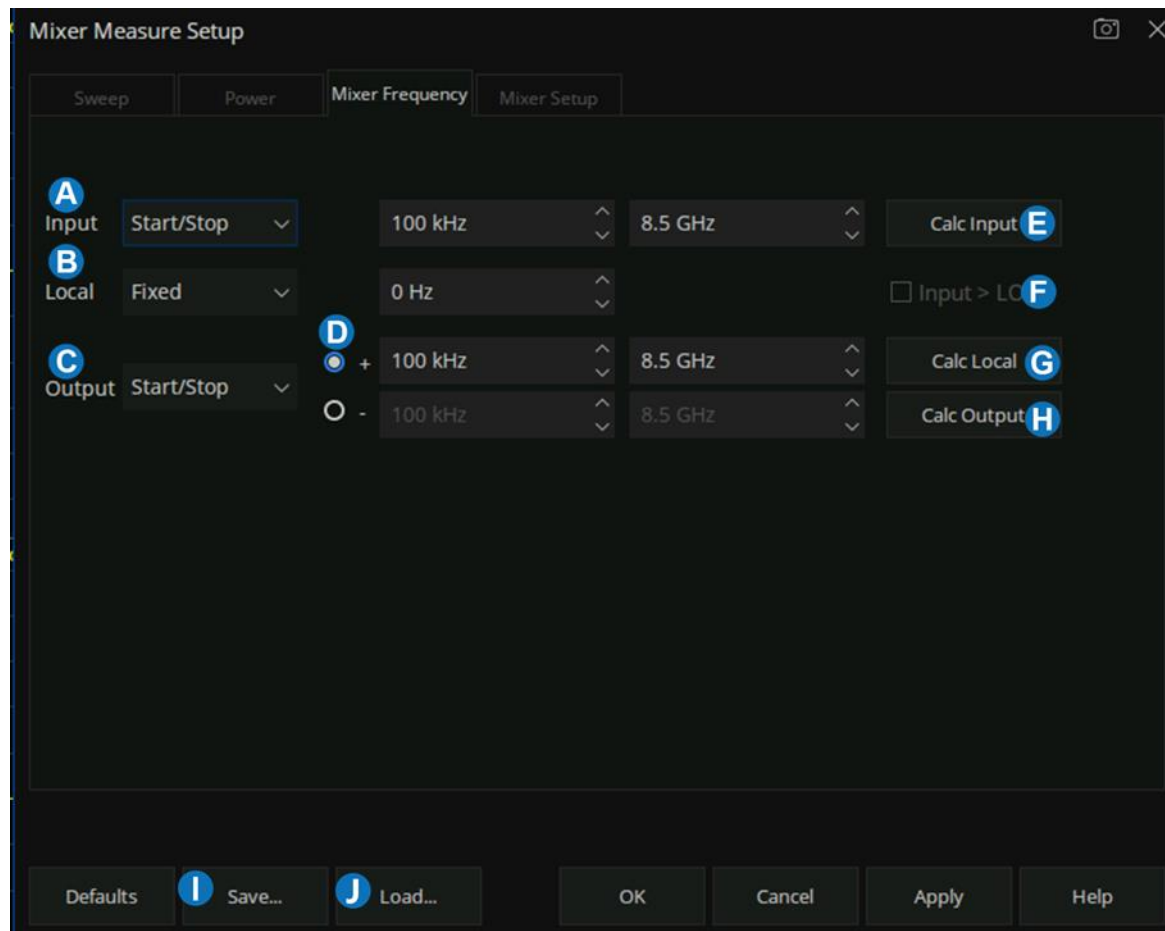 Mixer Measure Setup
Sweep Power Mixer Frequency Mixer Setup
A
Input Start/Stop 100 kHz 8.5 GHz Calc Input E
B
Local Fixed 0 Hz Input > LO F
D
C + 100 kHz 8.5 GHz Calc Local G
Output Start/Stop
- 100 kHz 8.5 GHz Calc Output H
Defaults I Save... J Load... OK Cancel Apply Help